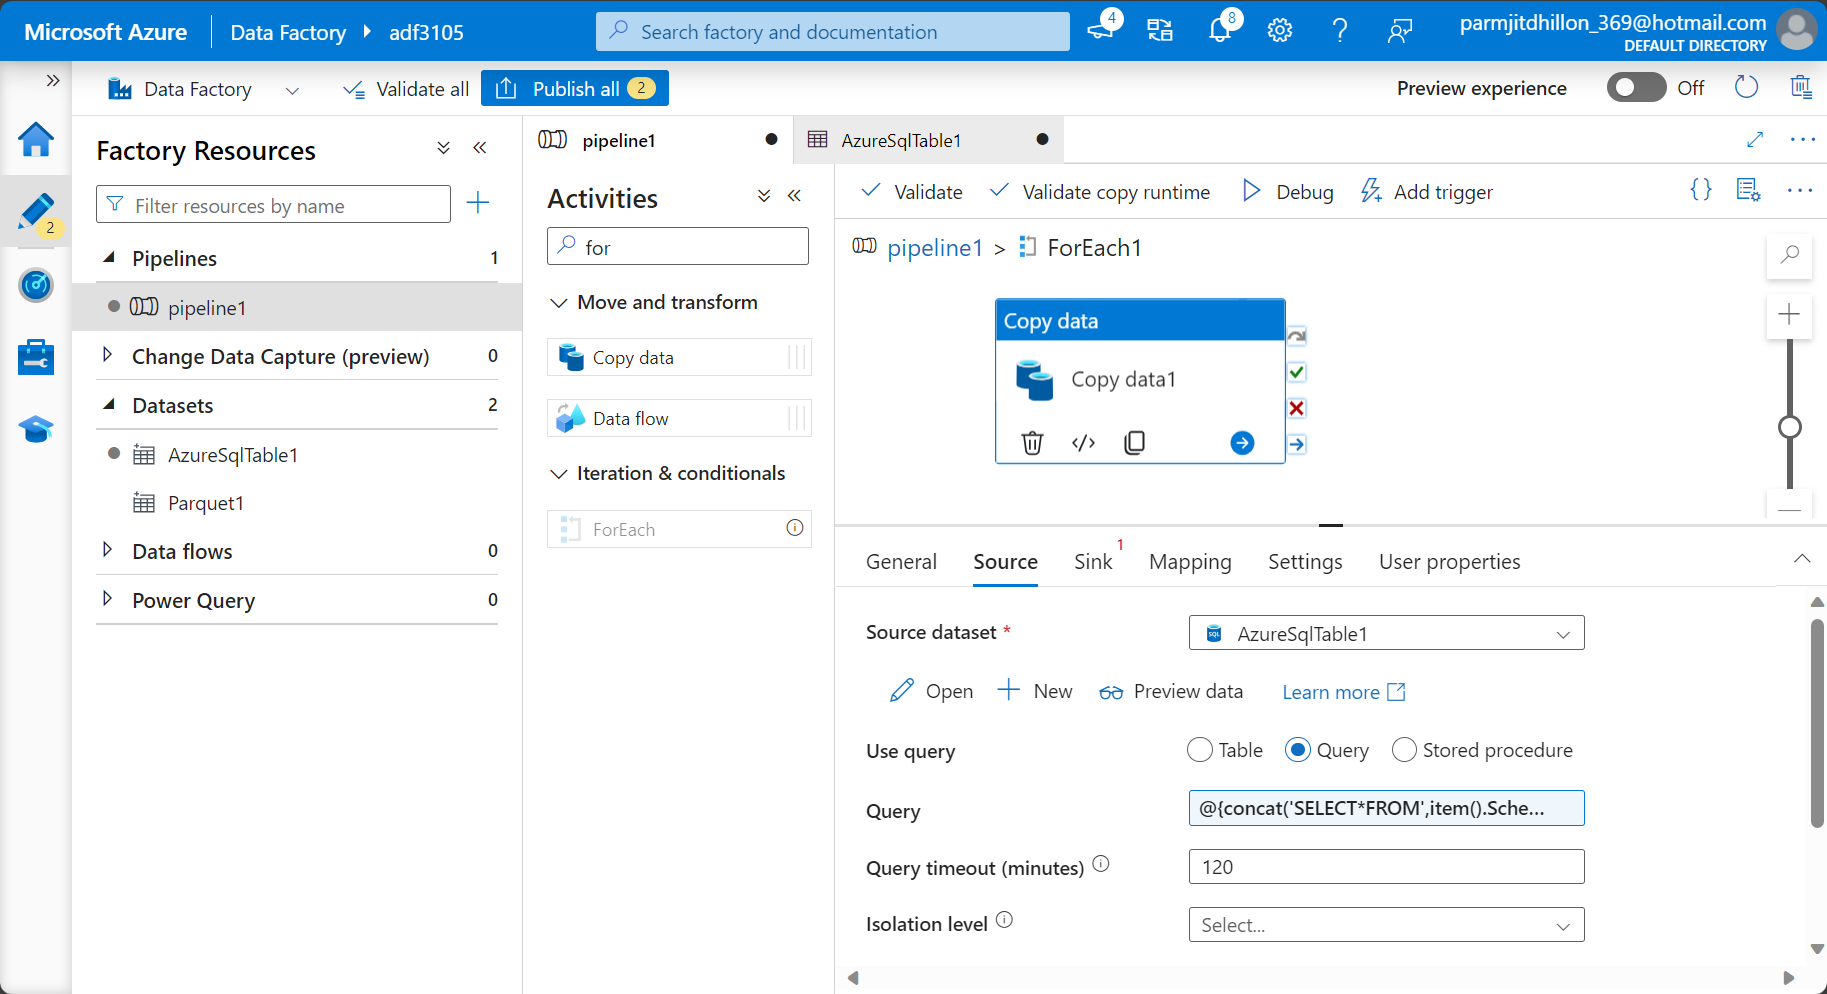 Microsoft Azure
Data Factory
adf3105
Search factory and documentation
4
8
parmjitdhillon_369@hotmail.com
DEFAULT DIRECTORY
Data Factory
Validate all
Publish all 2
Preview experience
Off
2
Factory Resources
Filter resources by name
Pipelines 1
pipeline1
Change Data Capture (preview) 0
Datasets 2
AzureSqlTable1
Parquet1
Data flows 0
Power Query 0
pipeline1
AzureSqlTable1
Activities
for
Move and transform
Copy data
Data flow
Iteration & conditionals
ForEach
Validate
Validate copy runtime
Debug
Add trigger
pipeline1 > ForEach1
Copy data
Copy data1
General
Source
Sink 1
Mapping
Settings
User properties
Source dataset *
SQL AzureSqlTable1
Open
New
Preview data
Learn more
Use query
Table
Query
Stored procedure
Query
@{concat('SELECT*FROM',item().Sche...
Query timeout (minutes)
120
Isolation level
Select...